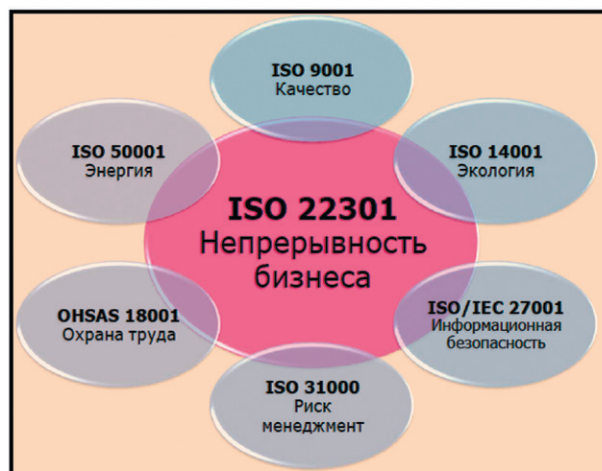 ISO 9001
Качество
ISO 50001
Энергия
ISO 14001
Экология
ISO 22301
Непрерывность
бизнеса
OHSAS 18001
Охрана труда
ISO/IEC 27001
Информационная
безопасность
ISO 31000
Риск
менеджмент